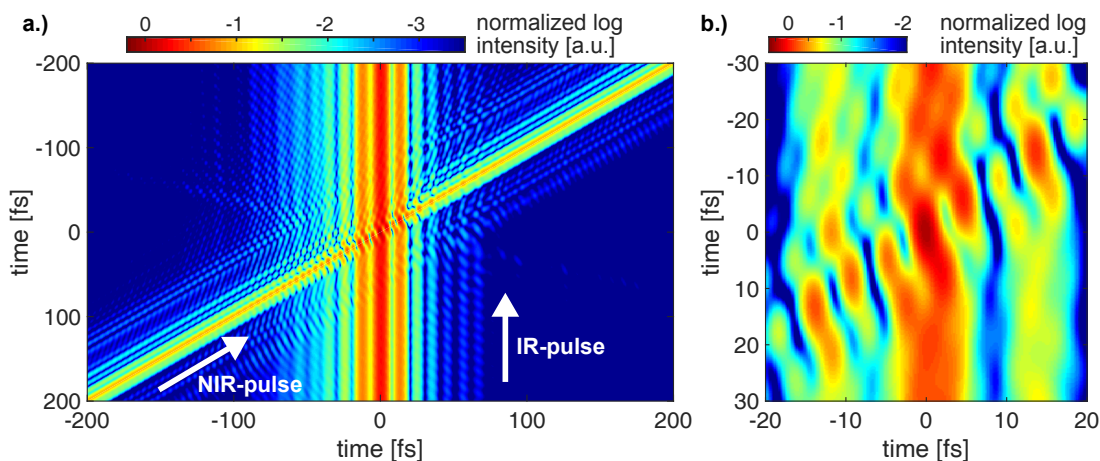 a.)
0 -1 -2 -3
normalized log
intensity [a.u.]
-200
-100
0
100
200
time [fs]
NIR-pulse
IR-pulse
-200 -100 0 100 200
time [fs]
b.)
0 -1 -2
normalized log
intensity [a.u.]
-30
-20
-10
0
10
20
30
-20 -10 0 10 20
time [fs]